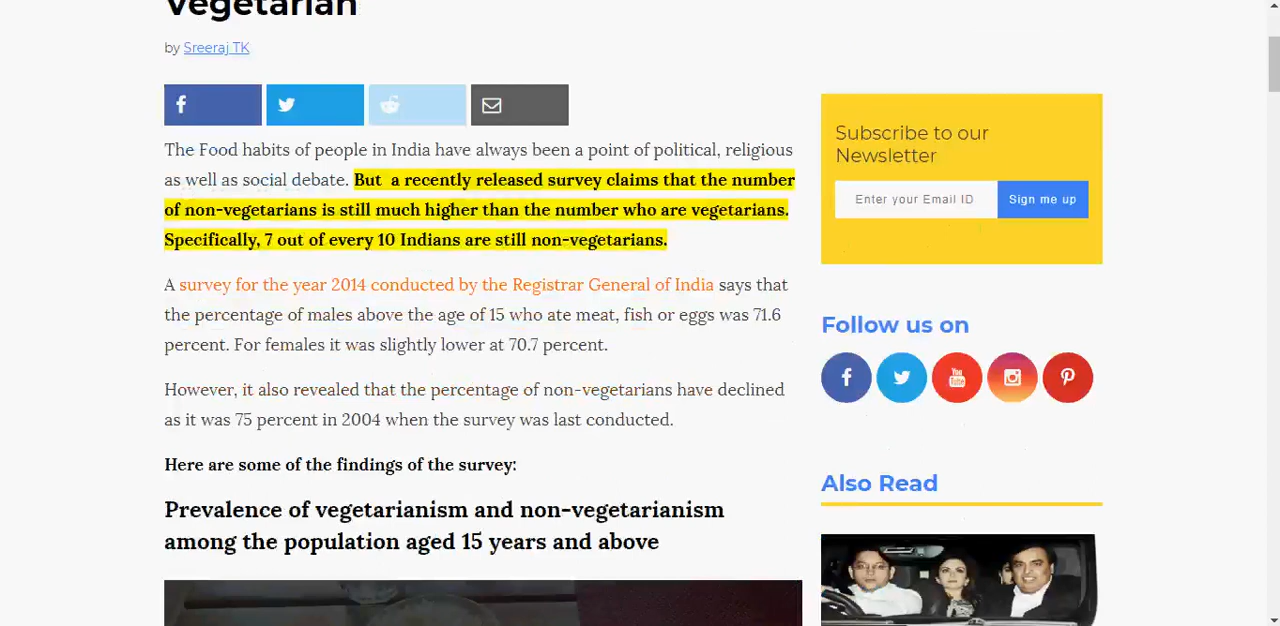 Vegetarian
by Sreeraj TK
The Food habits of people in India have always been a point of political, religious
as well as social debate. But a recently released survey claims that the number
of non-vegetarians is still much higher than the number who are vegetarians.
Specifically, 7 out of every 10 Indians are still non-vegetarians.
A survey for the year 2014 conducted by the Registrar General of India says that
the percentage of males above the age of 15 who ate meat, fish or eggs was 71.6
percent. For females it was slightly lower at 70.7 percent.
However, it also revealed that the percentage of non-vegetarians have declined
as it was 75 percent in 2004 when the survey was last conducted.
Here are some of the findings of the survey:
Prevalence of vegetarianism and non-vegetarianism
among the population aged 15 years and above
Subscribe to our
Newsletter
Enter your Email ID
Sign me up
Follow us on
You
Tube
Also Read